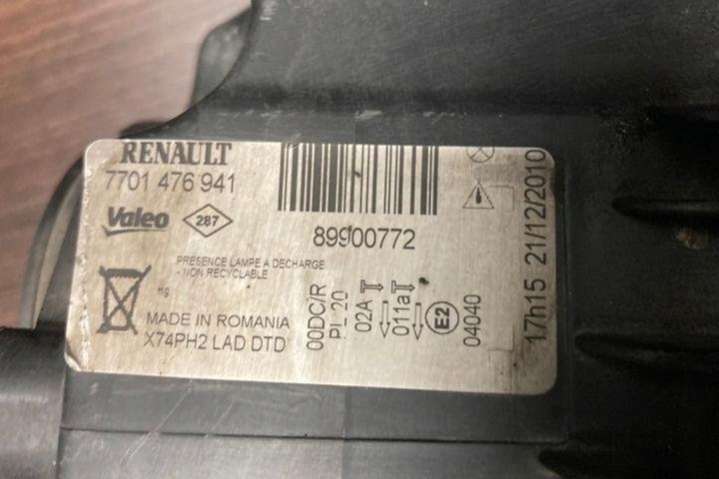 RENAULT
7701 476 941
Valeo
287
89900772
PRESENCE LAMPE A DECHARGE
- NON RECYCLABLE
Hg
MADE IN ROMANIA
X74PH2 LAD DTD
00DC/R
PL 20
02A
011a
E2
04040
17h15 21/12/2010